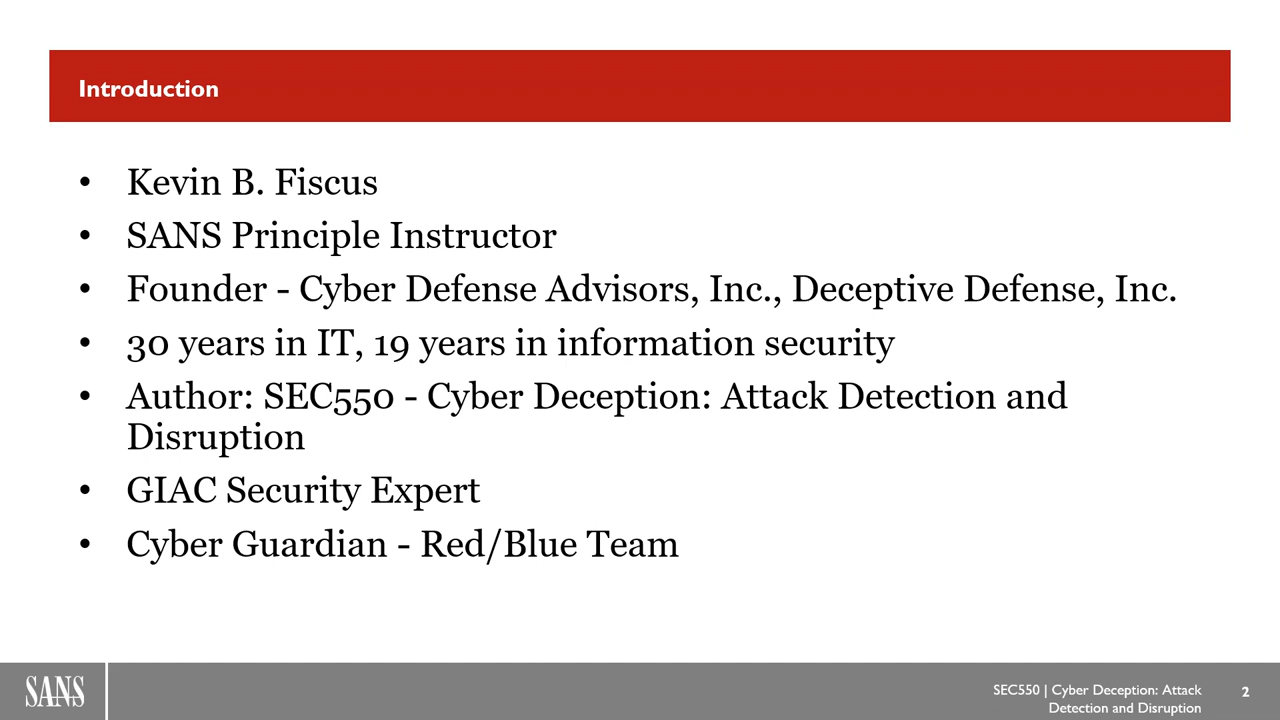 Introduction
• Kevin B. Fiscus
• SANS Principle Instructor
• Founder - Cyber Defense Advisors, Inc., Deceptive Defense, Inc.
• 30 years in IT, 19 years in information security
• Author: SEC550 - Cyber Deception: Attack Detection and
Disruption
• GIAC Security Expert
• Cyber Guardian - Red/Blue Team
SANS
SEC550 | Cyber Deception: Attack
Detection and Disruption
2